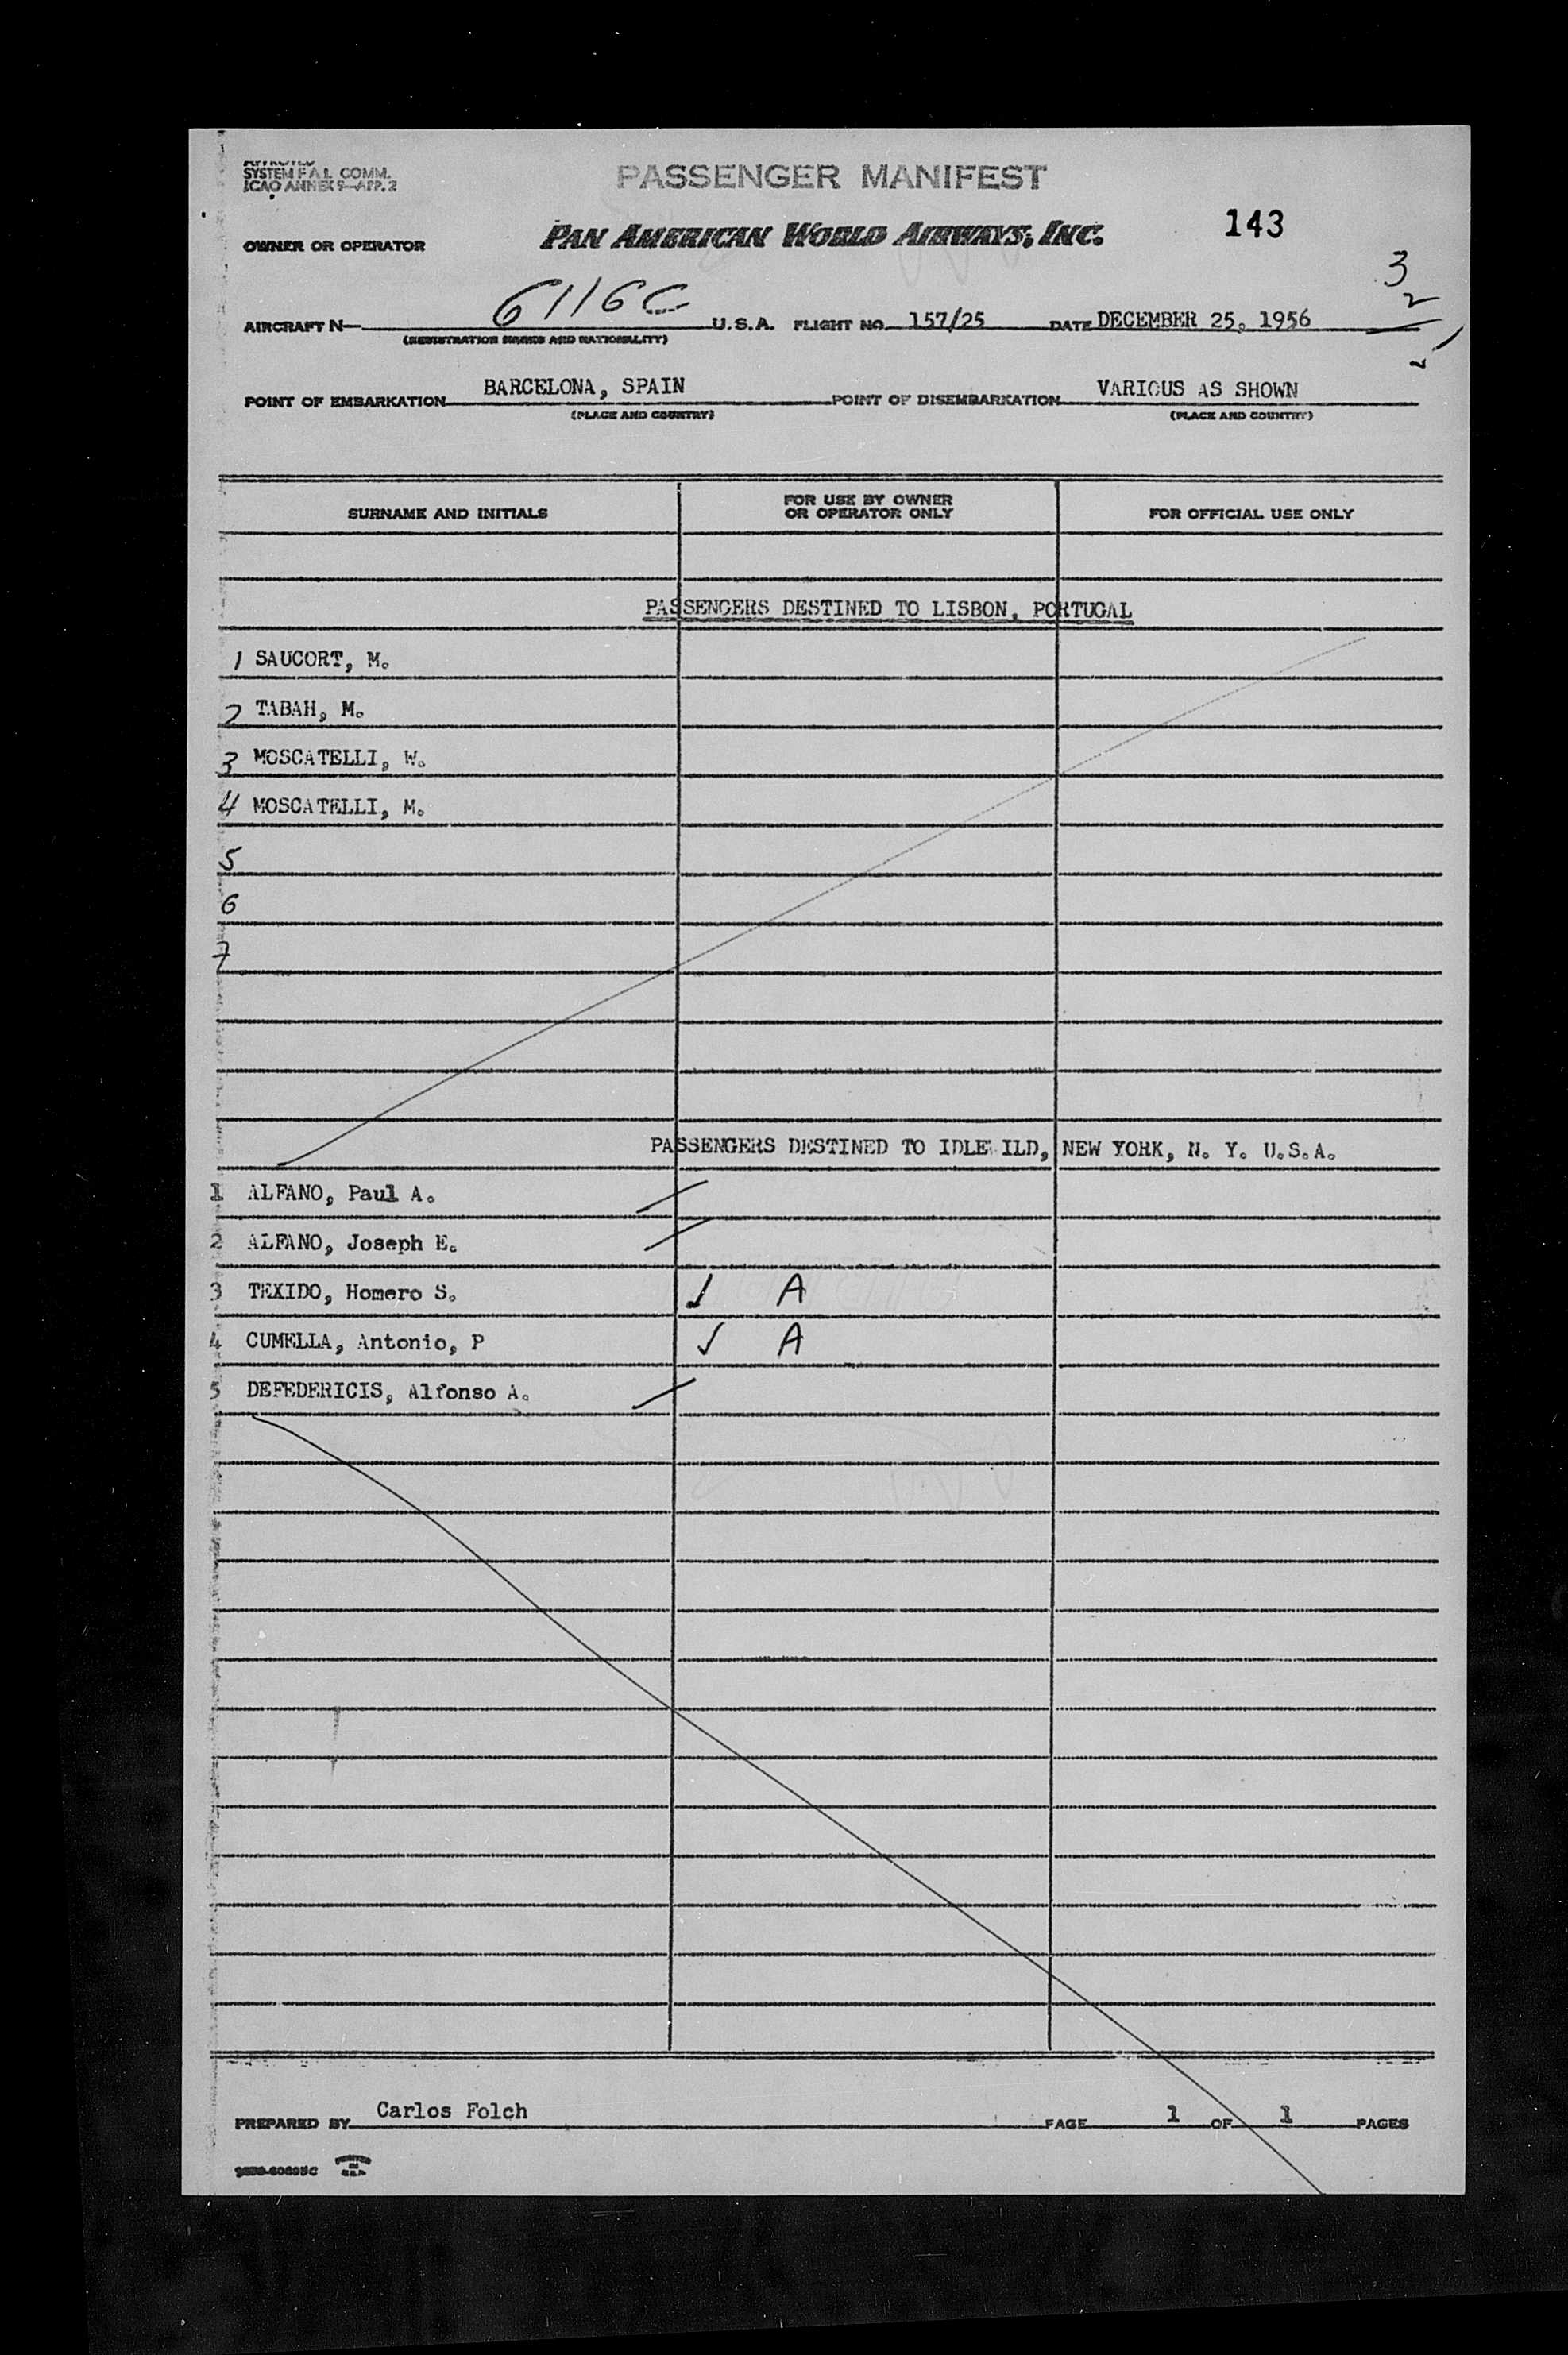 APPROVED
SYSTEM F A L COMM.
ICAO ANNEX 9—APP. 2
PASSENGER MANIFEST
143
OWNER OR OPERATOR PAN AMERICAN WORLD AIRWAYS, INC.
3
2
AIRCRAFT N— 6116C U.S.A. FLIGHT NO. 157/25 DATE DECEMBER 25, 1956
(REGISTRATION MARKS AND NATIONALITY)
POINT OF EMBARKATION BARCELONA, SPAIN POINT OF DISEMBARKATION VARIOUS AS SHOWN
(PLACE AND COUNTRY) (PLACE AND COUNTRY)
SURNAME AND INITIALS FOR USE BY OWNER OR OPERATOR ONLY FOR OFFICIAL USE ONLY
PASSENGERS DESTINED TO LISBON, PORTUGAL
1 SAUCORT, M.
2 TABAH, M.
3 MOSCATELLI, W.
4 MOSCATELLI, M.
5
6
7
PASSENGERS DESTINED TO IDLEWILD, NEW YORK, N. Y. U.S.A.
1 ALFANO, Paul A.
2 ALFANO, Joseph E.
3 TEXIDO, Homero S. ✓ A
4 CUMELLA, Antonio, P ✓ A
5 DEFEDERICIS, Alfonso A.
PREPARED BY Carlos Folch PAGE 1 OF 1 PAGES
PRINTED
IN
U.S.A.